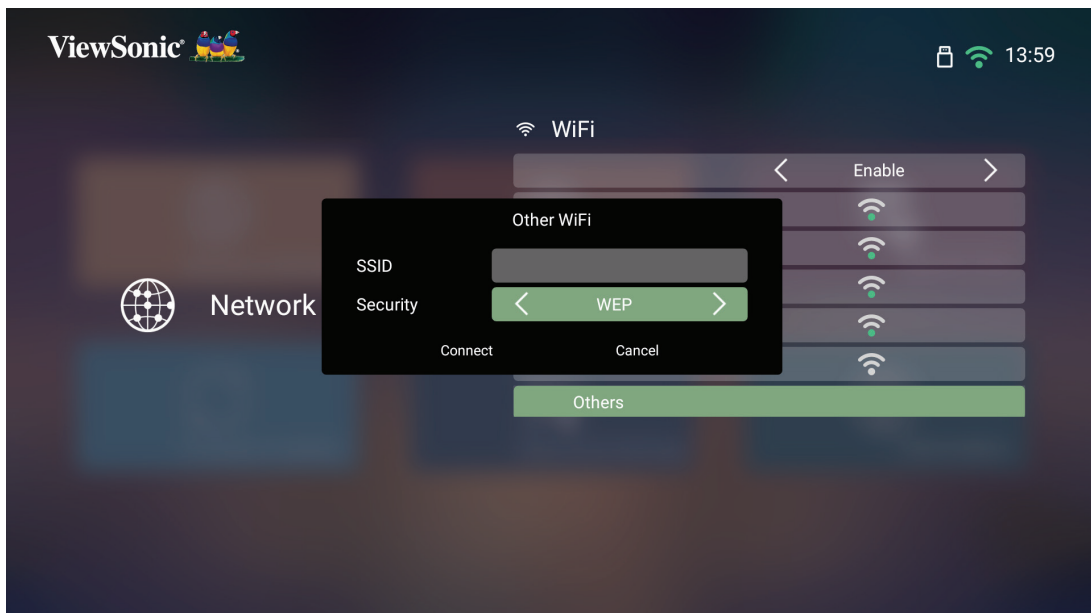 ViewSonic®
13:59
WiFi
Enable
Other WiFi
SSID
Network
Security
WEP
Connect
Cancel
Others